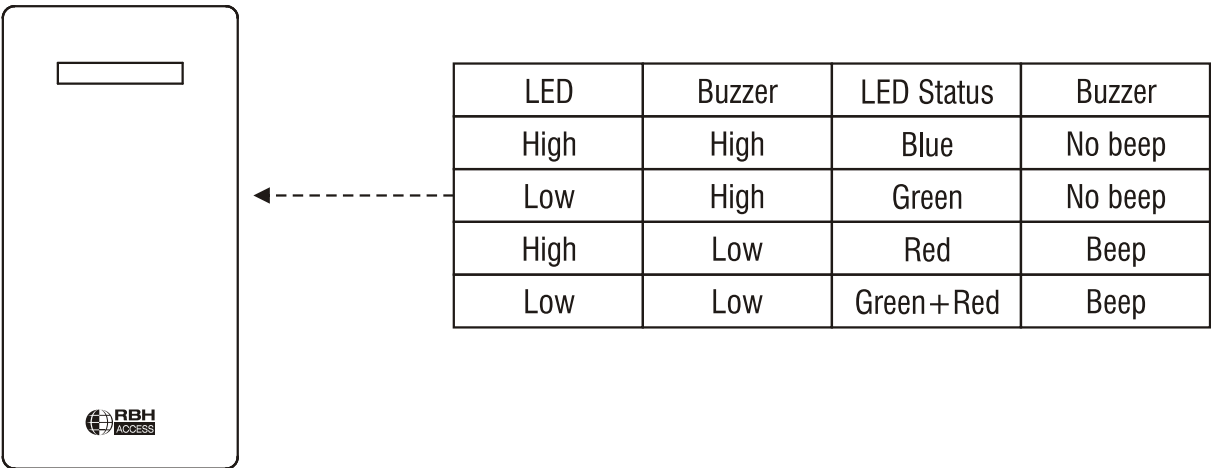 LED Buzzer LED Status Buzzer
High High Blue No beep
Low High Green No beep
High Low Red Beep
Low Low Green+Red Beep
RBH
ACCESS